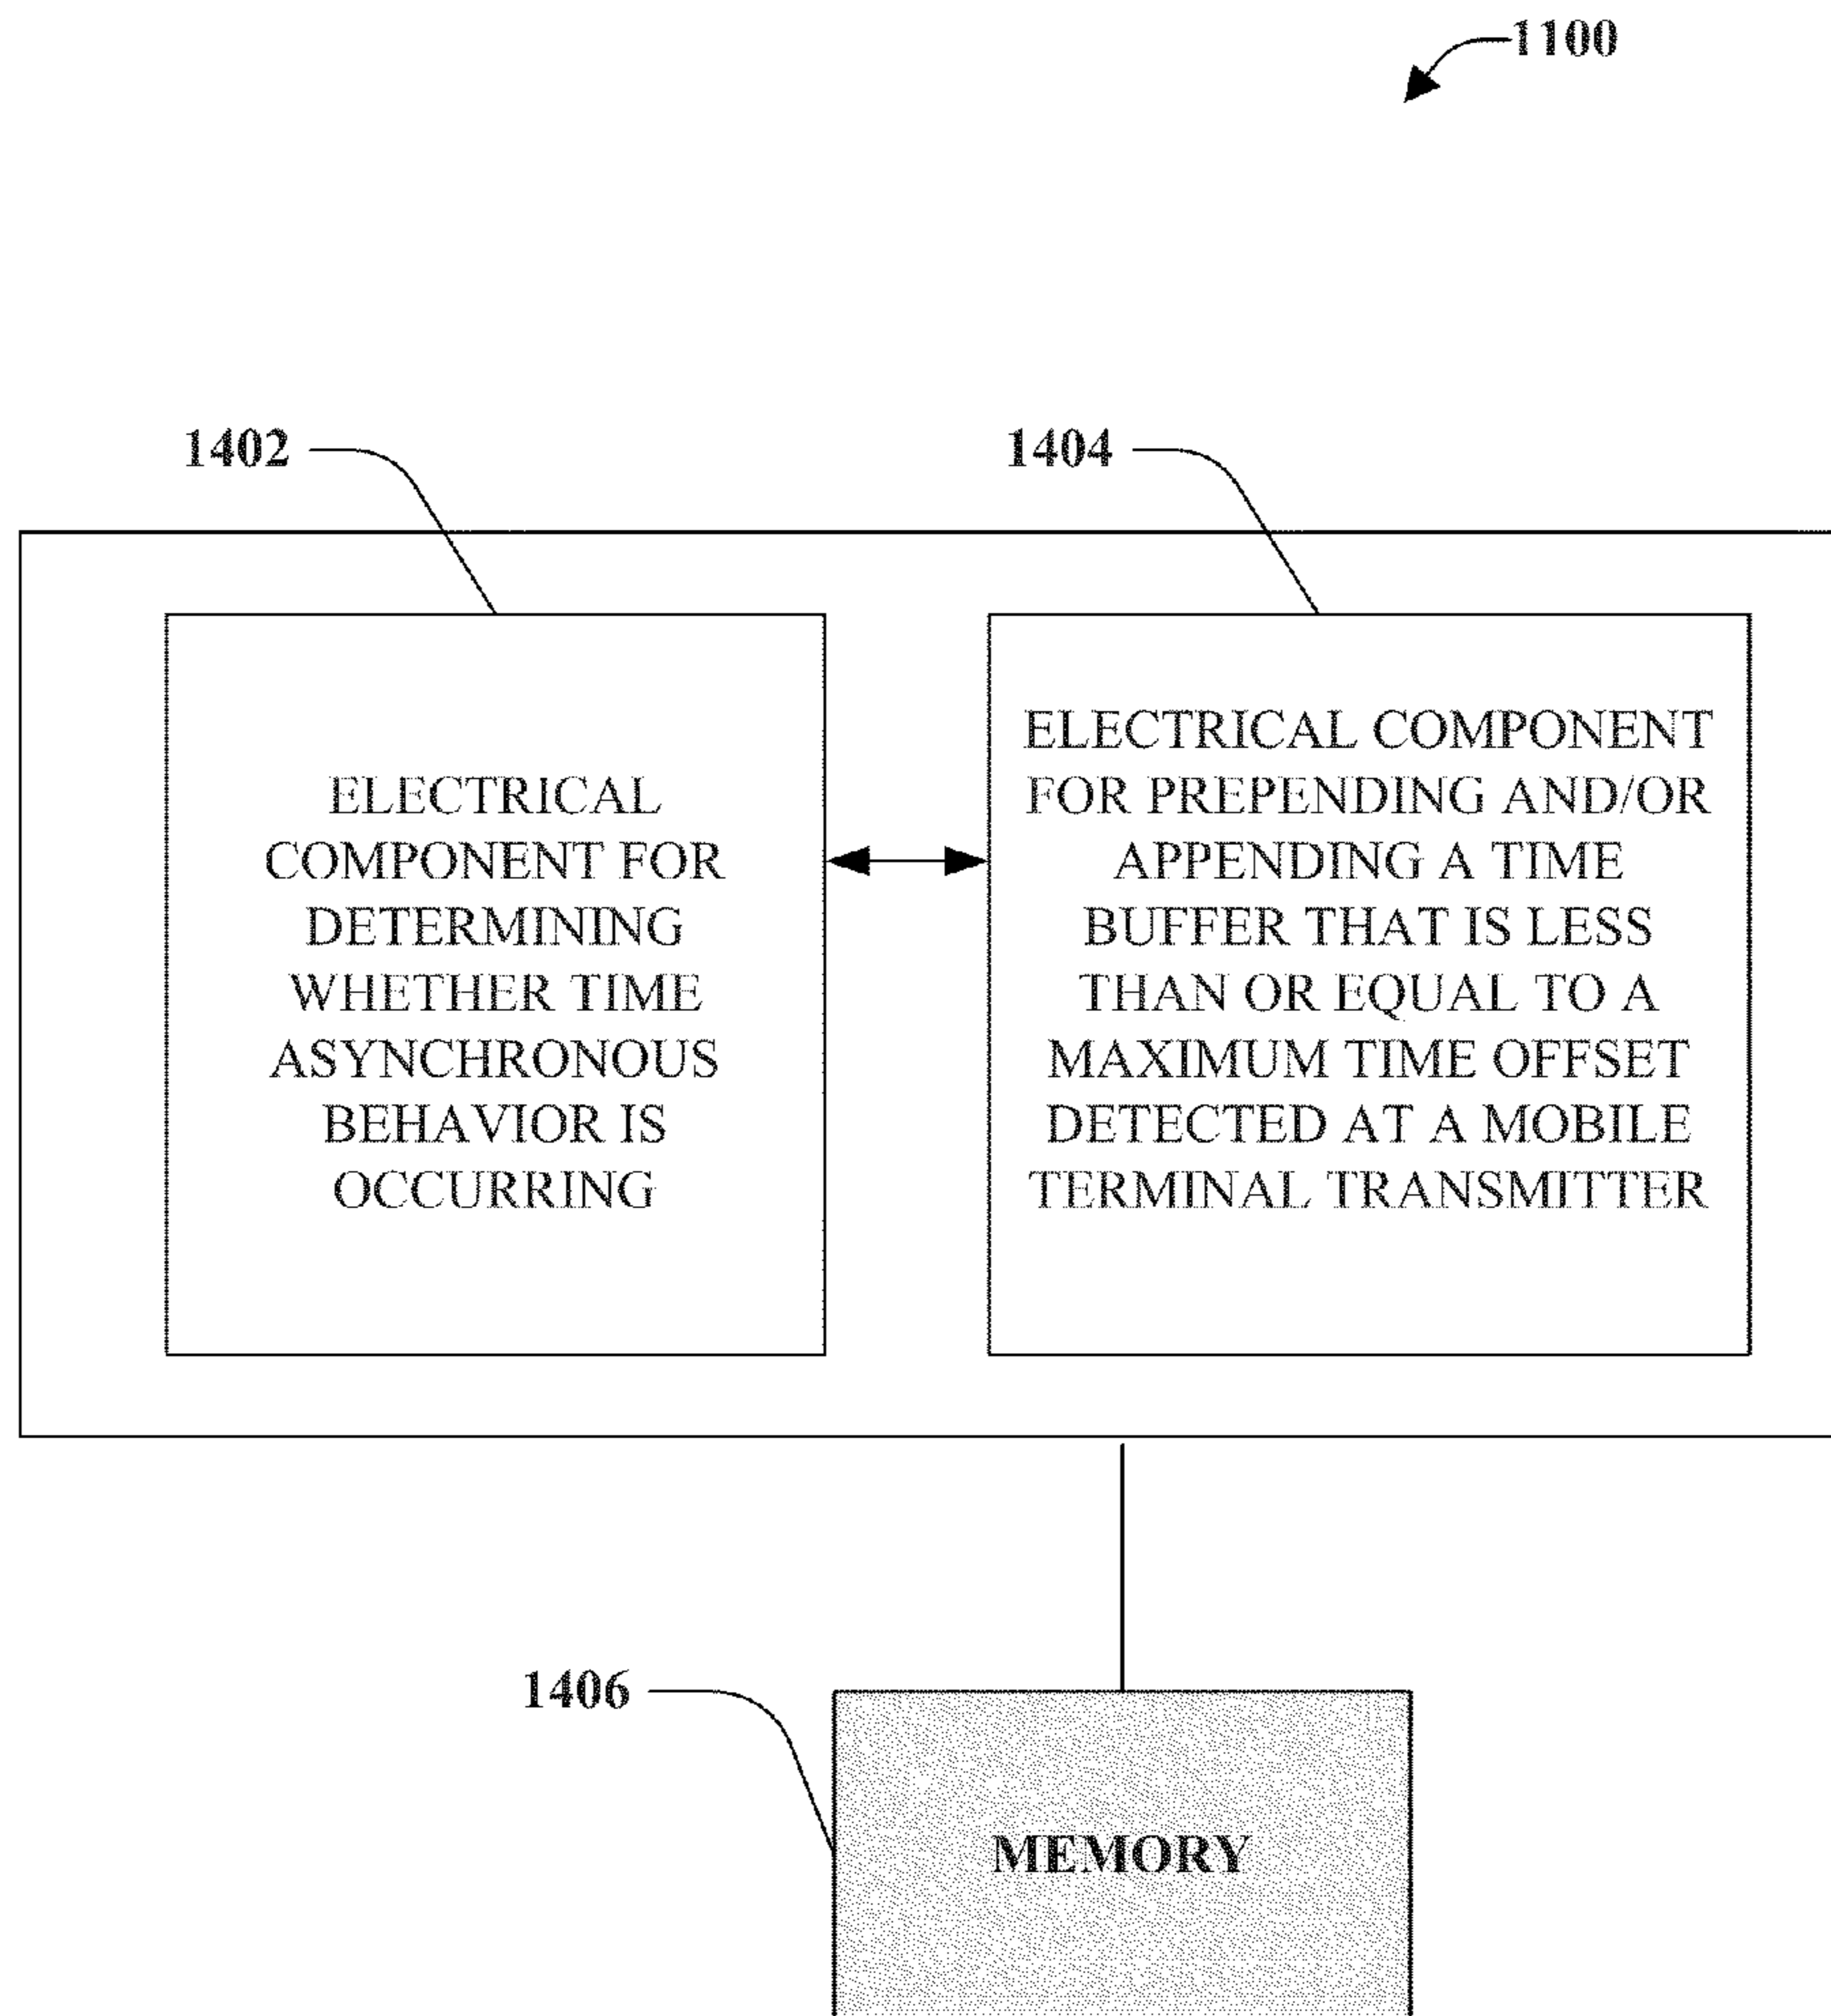 1100
1402
1404
ELECTRICAL
COMPONENT FOR
DETERMINING
WHETHER TIME
ASYNCHRONOUS
BEHAVIOR IS
OCCURRING
ELECTRICAL COMPONENT
FOR PREPENDING AND/OR
APPENDING A TIME
BUFFER THAT IS LESS
THAN OR EQUAL TO A
MAXIMUM TIME OFFSET
DETECTED AT A MOBILE
TERMINAL TRANSMITTER
1406
MEMORY